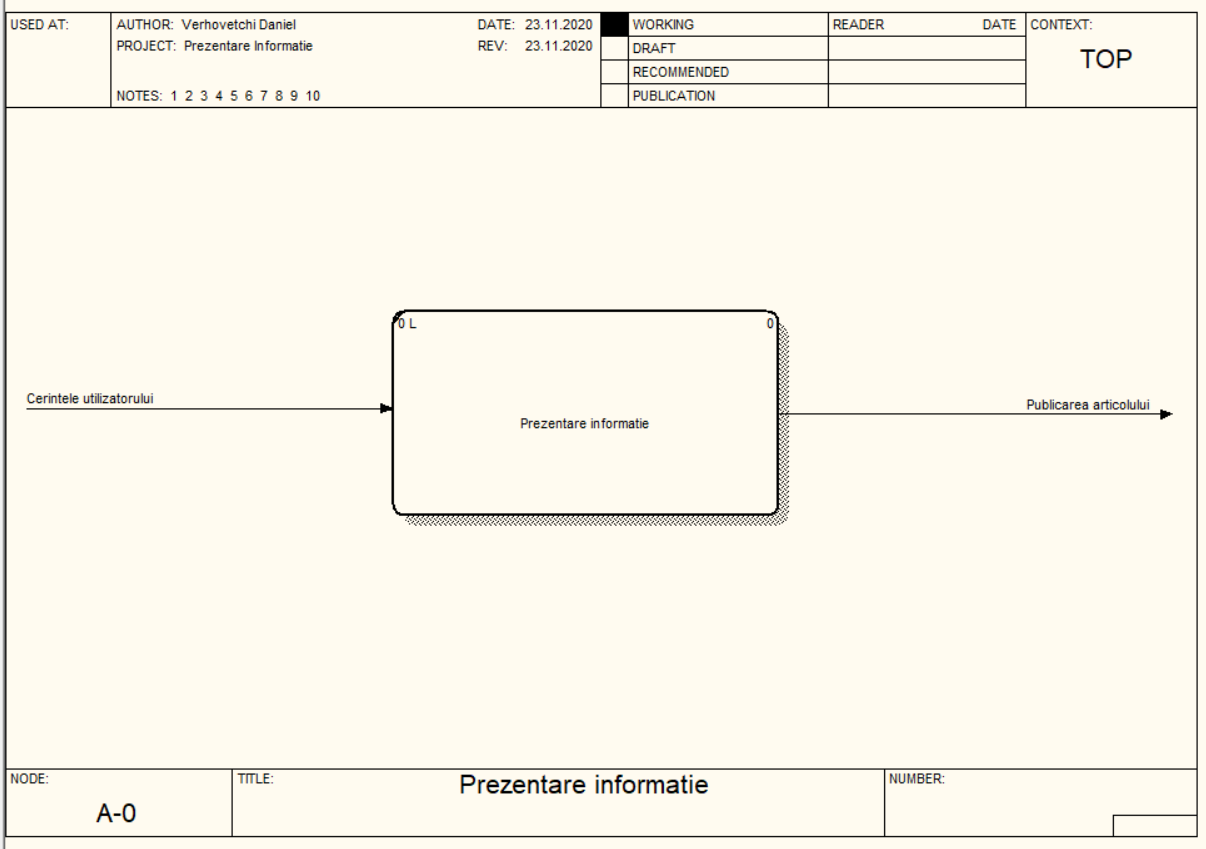 USED AT:
AUTHOR: Verhovetchi Daniel
DATE: 23.11.2020
PROJECT: Prezentare Informatie
REV: 23.11.2020
NOTES: 1 2 3 4 5 6 7 8 9 10
WORKING
DRAFT
RECOMMENDED
PUBLICATION
READER DATE
CONTEXT:
TOP
0 L 0
Cerintele utilizatorului
Prezentare informatie
Publicarea articolului
NODE:
A-0
TITLE:
Prezentare informatie
NUMBER: